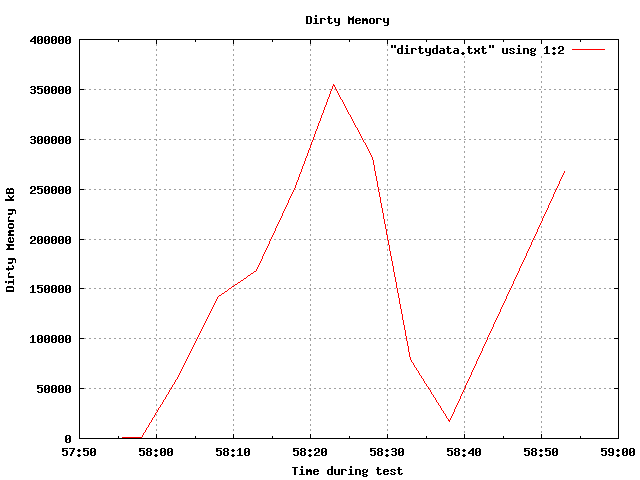 Dirty Memory
"dirtydata.txt" using 1:2
400000
350000
300000
250000
200000
150000
100000
50000
0
Dirty Memory kB
57:50 58:00 58:10 58:20 58:30 58:40 58:50 59:00
Time during test